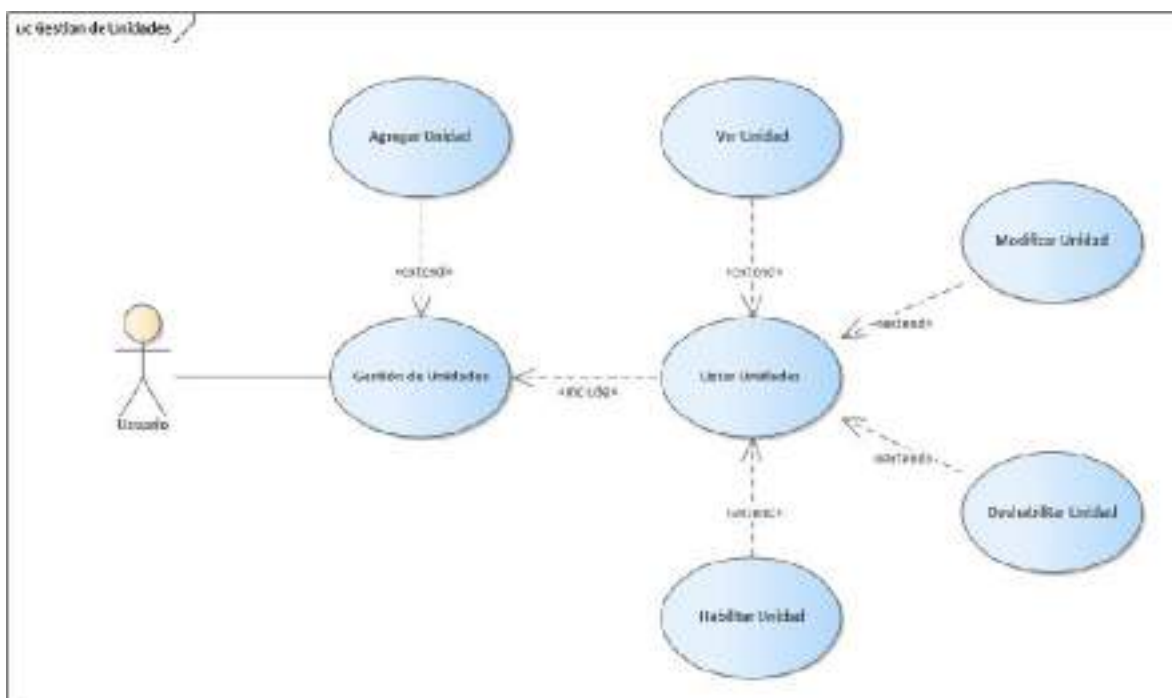 uc Gestion de Unidades
Agregar Unidad
Ver Unidad
Modificar Unidad
«extend»
«extend»
«extend»
Gestión de Unidades
Listar Unidades
«include»
Usuario
«extend»
Deshabilitar Unidad
«extend»
Habilitar Unidad